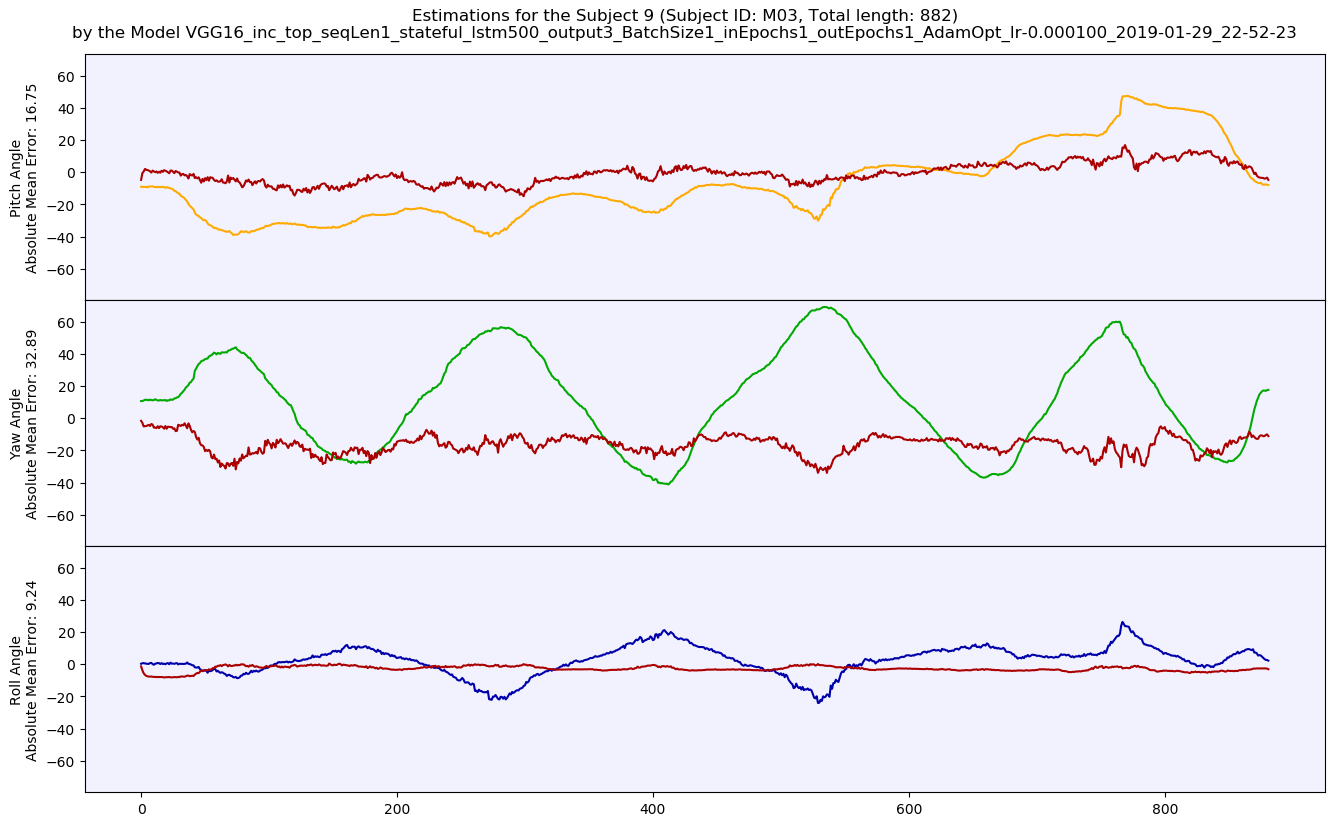 Estimations for the Subject 9 (Subject ID: M03, Total length: 882)
by the Model VGG16_inc_top_seqLen1_stateful_lstm500_output3_BatchSize1_inEpochs1_outEpochs1_AdamOpt_lr-0.000100_2019-01-29_22-52-23
Pitch Angle
Absolute Mean Error: 16.75
60
40
20
0
−20
−40
−60
Yaw Angle
Absolute Mean Error: 32.89
60
40
20
0
−20
−40
−60
Roll Angle
Absolute Mean Error: 9.24
60
40
20
0
−20
−40
−60
0 200 400 600 800